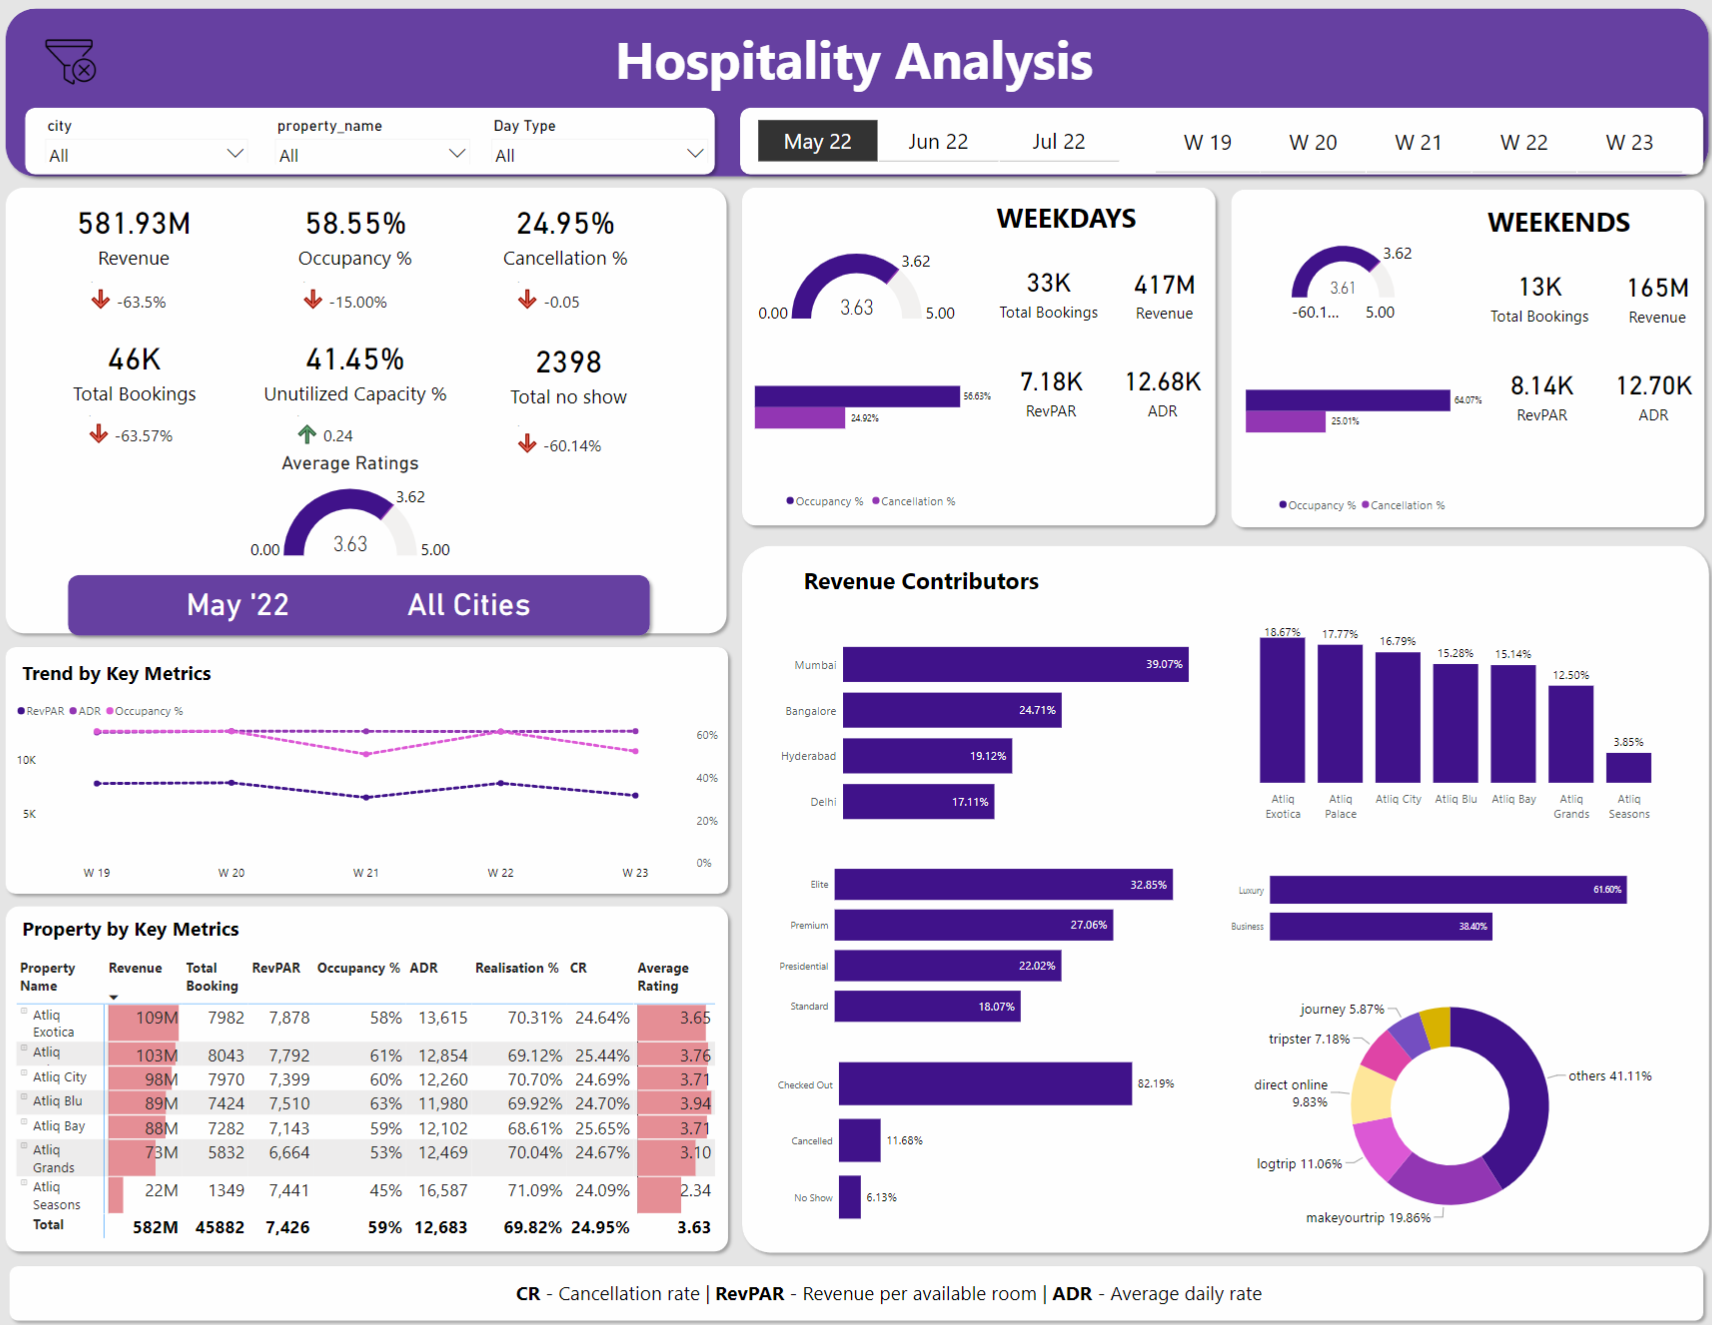 Hospitality Analysis
city
All
property_name
All
Day Type
All
May 22 Jun 22 Jul 22
W 19 W 20 W 21 W 22 W 23
581.93M 58.55% 24.95%
Revenue Occupancy % Cancellation %
-63.5% -15.00% -0.05
46K 41.45% 2398
Total Bookings Unutilized Capacity % Total no show
-63.57% 0.24 -60.14%
Average Ratings
3.62
0.00 3.63 5.00
May '22 All Cities
WEEKDAYS
3.62
0.00 3.63 5.00
33K 417M
Total Bookings Revenue
7.18K 12.68K
RevPAR ADR
56.63%
24.92%
Occupancy % Cancellation %
WEEKENDS
3.62
3.61
-60.1... 5.00
13K 165M
Total Bookings Revenue
8.14K 12.70K
RevPAR ADR
64.07%
25.01%
Occupancy % Cancellation %
Trend by Key Metrics
RevPAR ADR Occupancy %
10K
5K
60%
40%
20%
0%
W 19 W 20 W 21 W 22 W 23
Property by Key Metrics
Property Name Revenue Total Booking RevPAR Occupancy % ADR Realisation % CR Average Rating
Atliq Exotica 109M 7982 7,878 58% 13,615 70.31% 24.64% 3.65
Atliq 103M 8043 7,792 61% 12,854 69.12% 25.44% 3.76
Atliq City 98M 7970 7,399 60% 12,260 70.70% 24.69% 3.71
Atliq Blu 89M 7424 7,510 63% 11,980 69.92% 24.70% 3.94
Atliq Bay 88M 7282 7,143 59% 12,102 68.61% 25.65% 3.71
Atliq Grands 73M 5832 6,664 53% 12,469 70.04% 24.67% 3.10
Atliq Seasons 22M 1349 7,441 45% 16,587 71.09% 24.09% 2.34
Total 582M 45882 7,426 59% 12,683 69.82% 24.95% 3.63
Revenue Contributors
Mumbai 39.07%
Bangalore 24.71%
Hyderabad 19.12%
Delhi 17.11%
18.67% 17.77% 16.79% 15.28% 15.14% 12.50% 3.85%
Atliq Exotica Atliq Palace Atliq City Atliq Blu Atliq Bay Atliq Grands Atliq Seasons
Elite 32.85%
Premium 27.06%
Presidential 22.02%
Standard 18.07%
Luxury 61.60%
Business 38.40%
Checked Out 82.19%
Cancelled 11.68%
No Show 6.13%
journey 5.87%
tripster 7.18%
direct online
9.83%
logtrip 11.06%
makeyourtrip 19.86%
others 41.11%
CR - Cancellation rate | RevPAR - Revenue per available room | ADR - Average daily rate